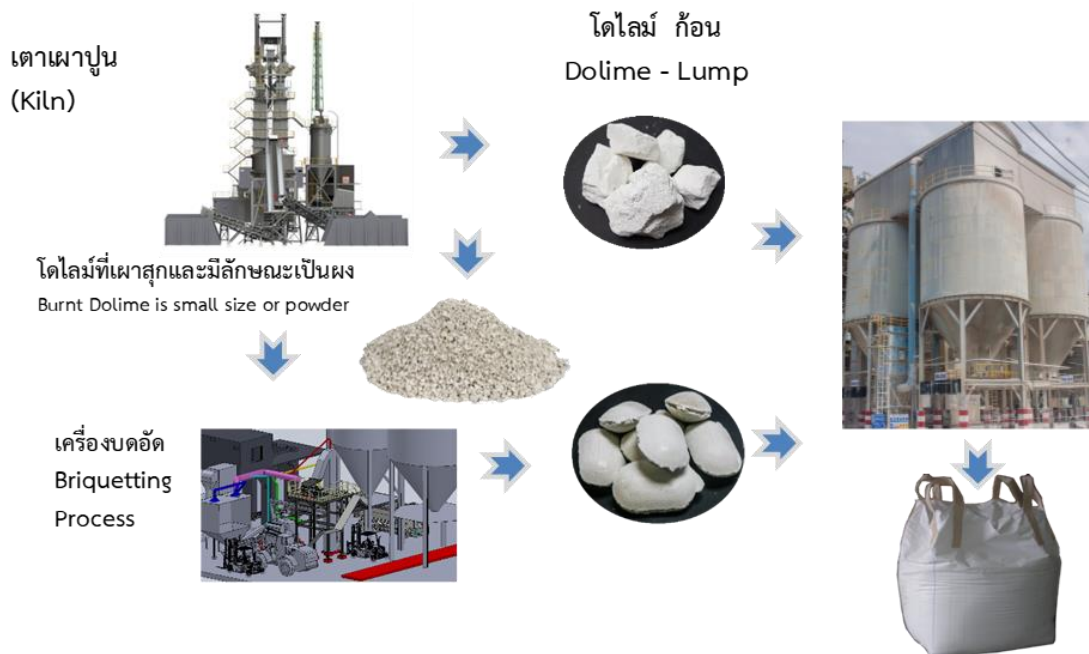 เตาเผาปูน
(Kiln)
โดไลม์ ก้อน
Dolime - Lump
โดไลม์ที่เผาสุกและมีลักษณะเป็นผง
Burnt Dolime is small size or powder
เครื่องบดอัด
Briquetting
Process